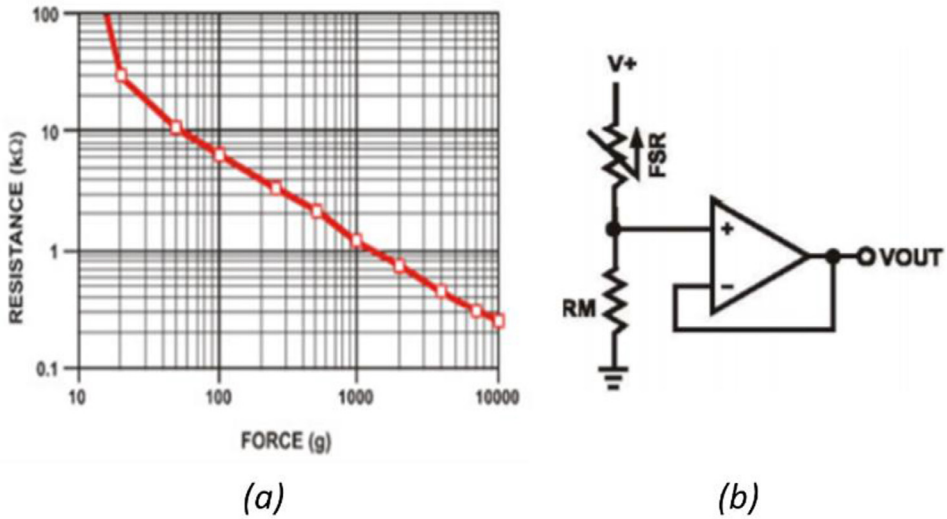 100
10
1
0.1
RESISTANCE (kΩ)
10
100
1000
10000
FORCE (g)
(a)
V+
FSR
+
−
VOUT
RM
(b)